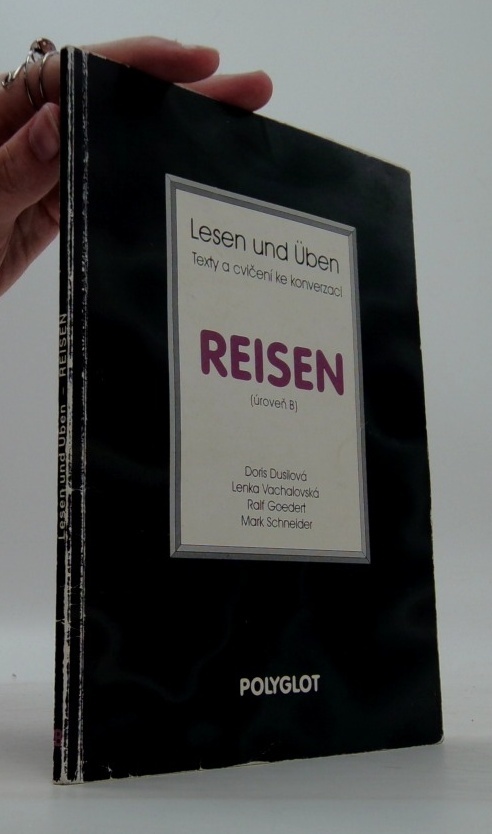 Lesen und Üben
Texty a cvičení ke konverzaci
REISEN
(úroveň B)
Doris Dusilová
Lenka Vachalovská
Ralf Goedert
Mark Schneider
POLYGLOT
Lesen und Üben - REISEN
B